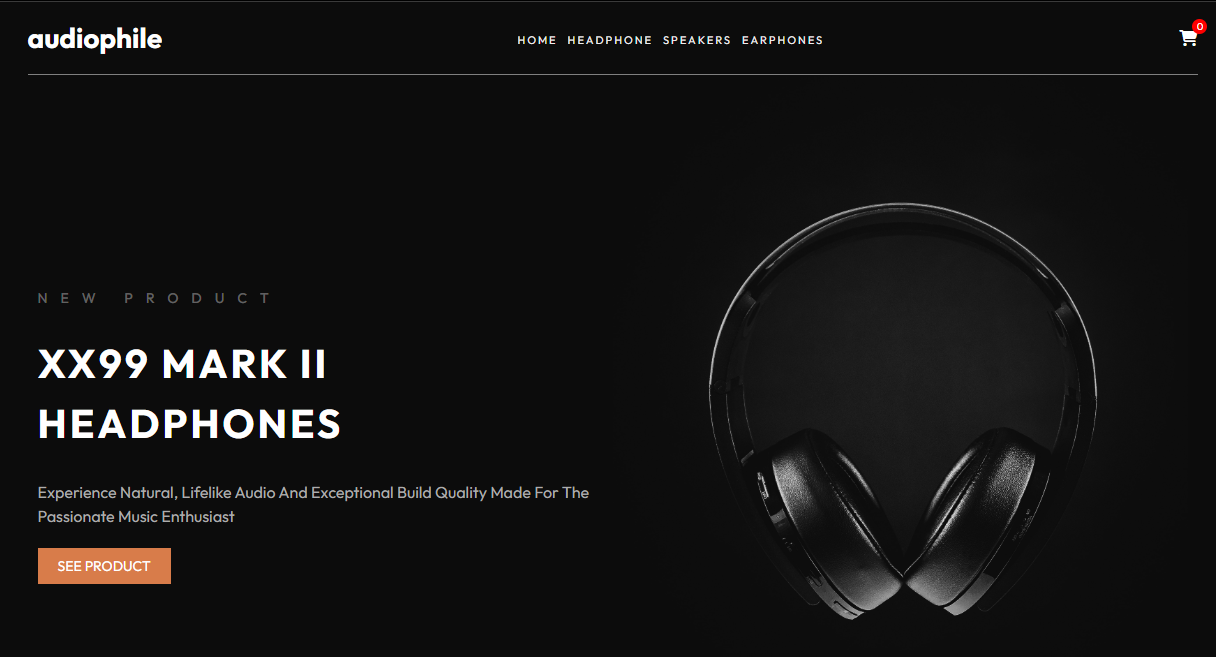 audiophile
HOME HEADPHONE SPEAKERS EARPHONES
0
NEW PRODUCT
XX99 MARK II
HEADPHONES
Experience Natural, Lifelike Audio And Exceptional Build Quality Made For The
Passionate Music Enthusiast
SEE PRODUCT